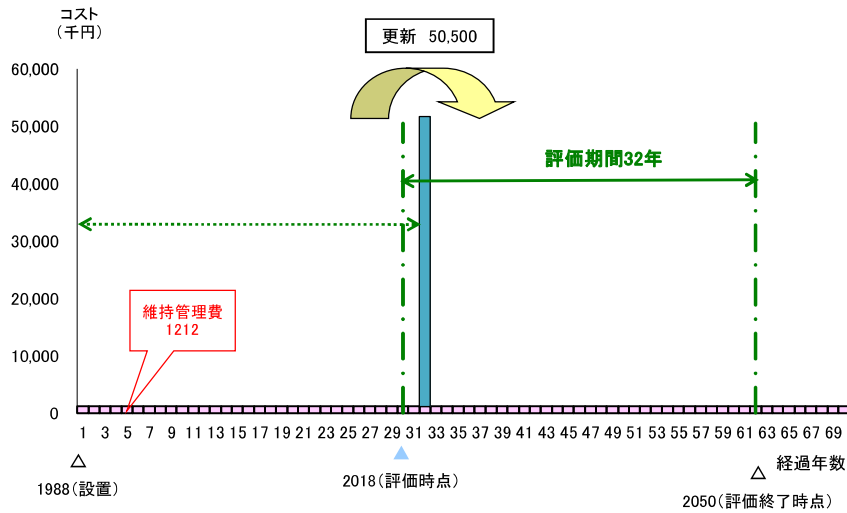 コスト
(千円)
更新 50,500
60,000
50,000
評価期間32年
40,000
30,000
20,000
維持管理費
1212
10,000
0
1 3 5 7 9 11 13 15 17 19 21 23 25 27 29 31 33 35 37 39 41 43 45 47 49 51 53 55 57 59 61 63 65 67 69
経過年数
1988(設置)
2018(評価時点)
2050(評価終了時点)